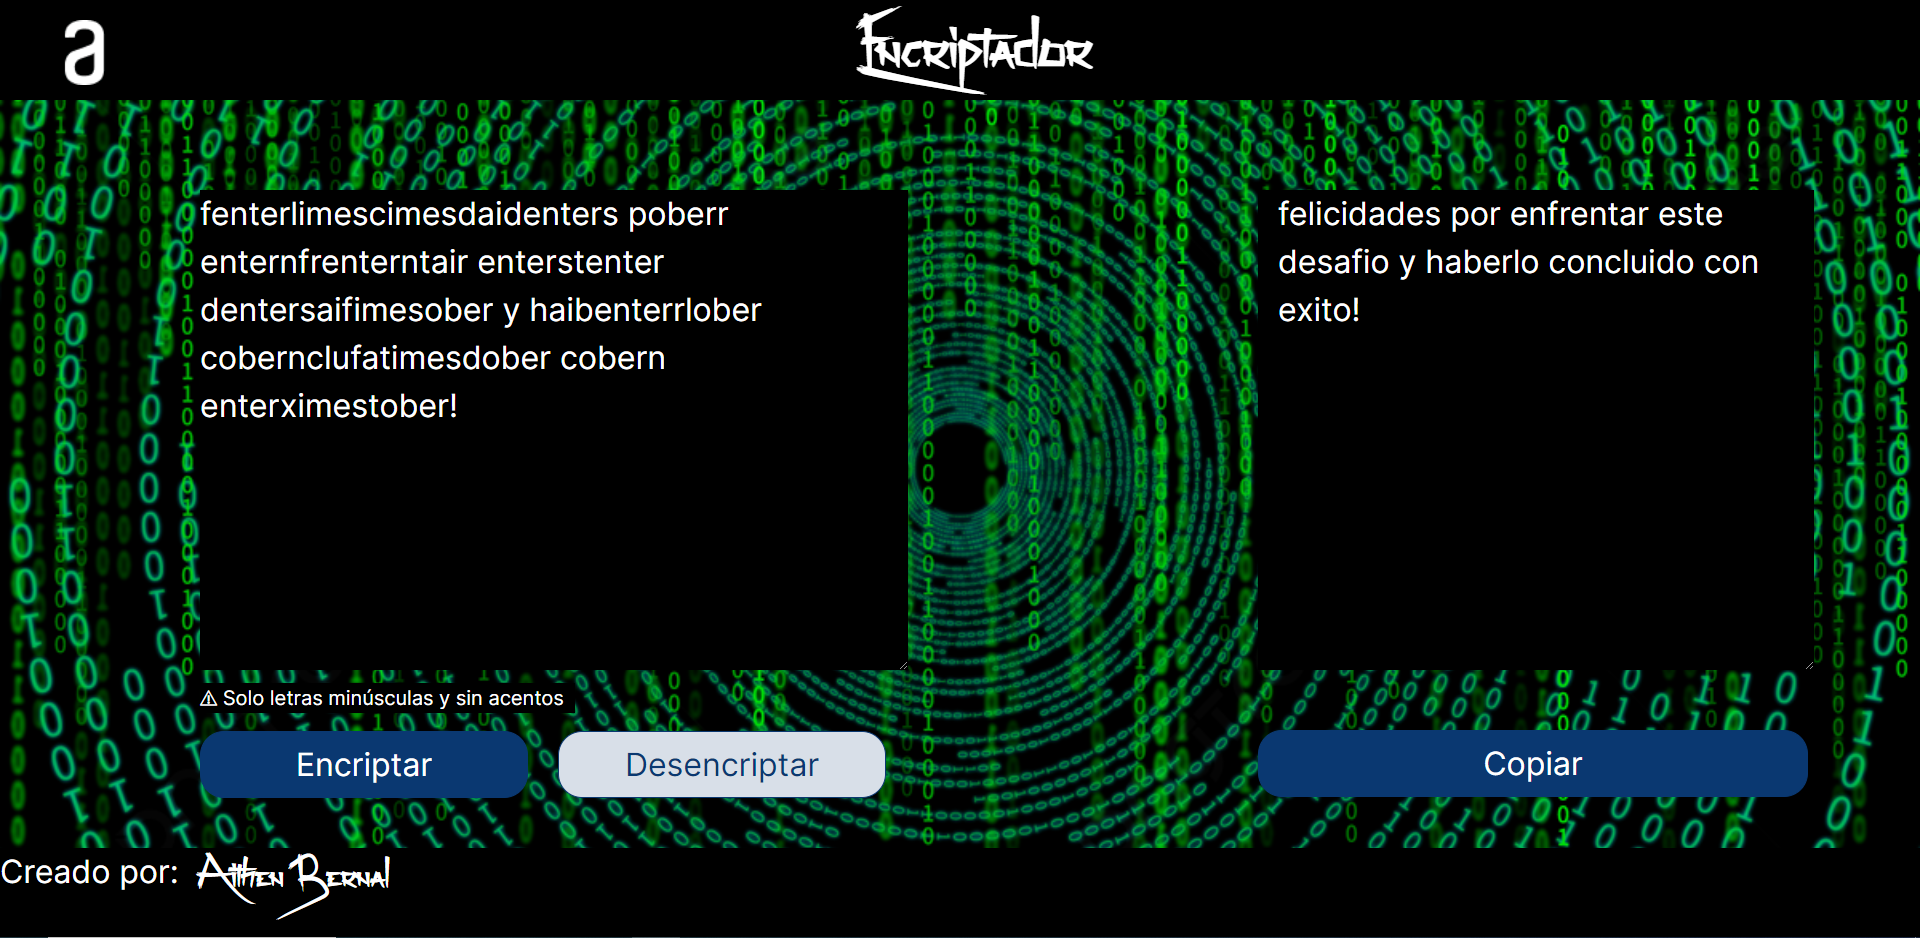 a
Encriptador
fenterlimescimesdaidenters poberr
enternfrenterntair enterstenter
dentersaifimesober y haibenterrlober
cobernclufatimesdober cobern
enterximestober!
felicidades por enfrentar este
desafio y haberlo concluido con
exito!
⚠ Solo letras minúsculas y sin acentos
Encriptar
Desencriptar
Copiar
Creado por: Atthen Bernal